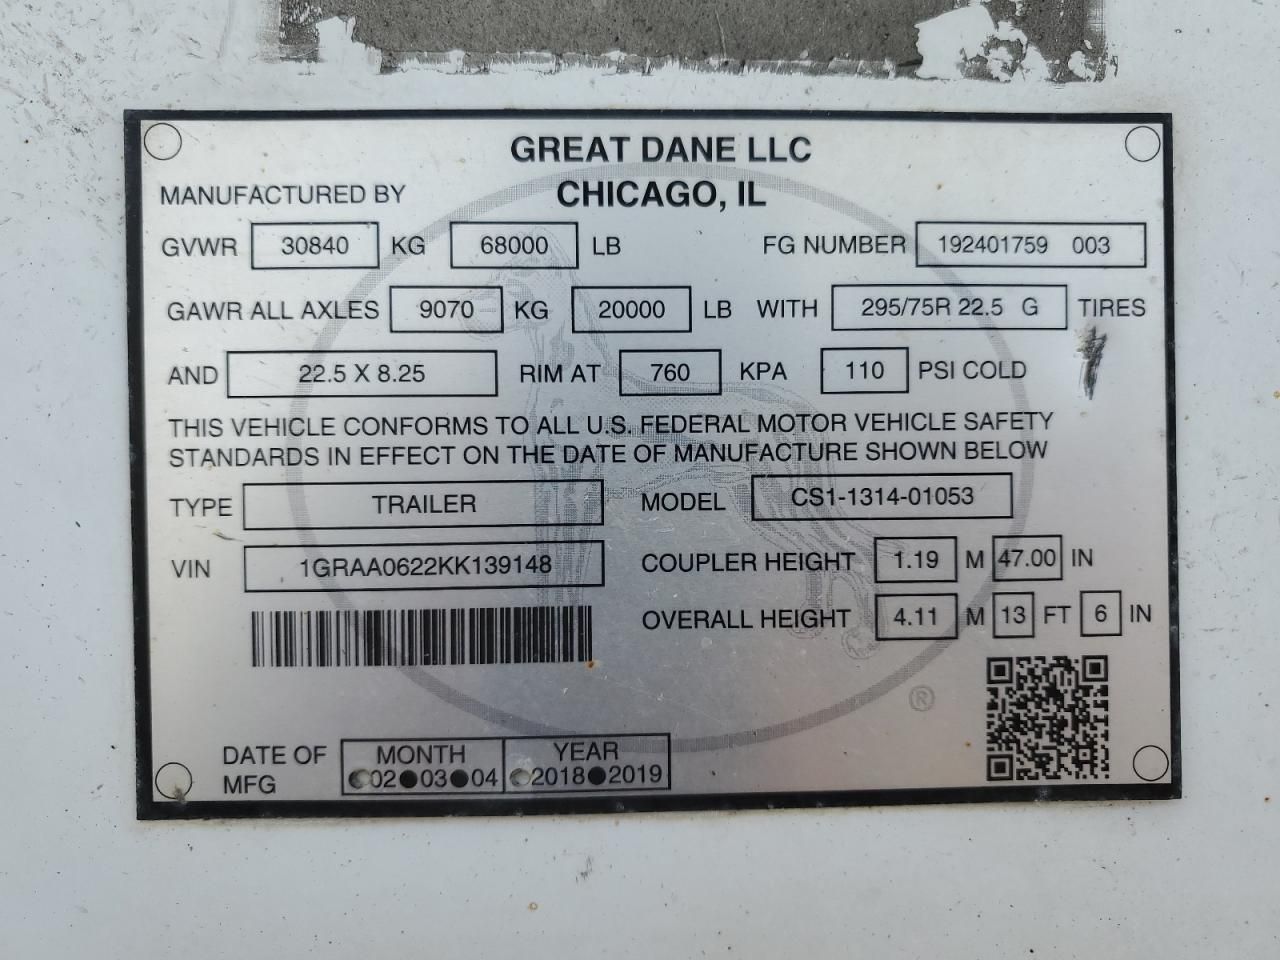 GREAT DANE LLC
MANUFACTURED BY CHICAGO, IL
GVWR 30840 KG 68000 LB FG NUMBER 192401759 003
GAWR ALL AXLES 9070 KG 20000 LB WITH 295/75R 22.5 G TIRES
AND 22.5 X 8.25 RIM AT 760 KPA 110 PSI COLD
THIS VEHICLE CONFORMS TO ALL U.S. FEDERAL MOTOR VEHICLE SAFETY
STANDARDS IN EFFECT ON THE DATE OF MANUFACTURE SHOWN BELOW
TYPE TRAILER MODEL CS1-1314-01053
VIN 1GRAA0622KK139148 COUPLER HEIGHT 1.19 M 47.00 IN
OVERALL HEIGHT 4.11 M 13 FT 6 IN
®
DATE OF MONTH YEAR
MFG 02 03 04 2018 2019